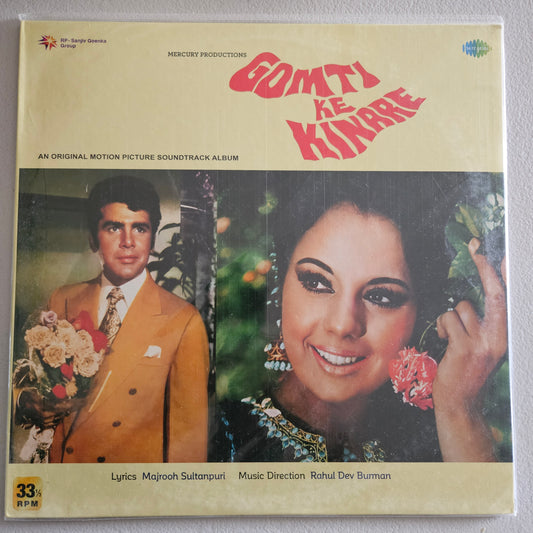 RP-Sanjiv Goenka
Group
MERCURY PRODUCTIONS
GOMTI
KE
KINARE
AN ORIGINAL MOTION PICTURE SOUNDTRACK ALBUM
Lyrics Majrooh Sultanpuri Music Direction Rahul Dev Burman
33⅓
RPM